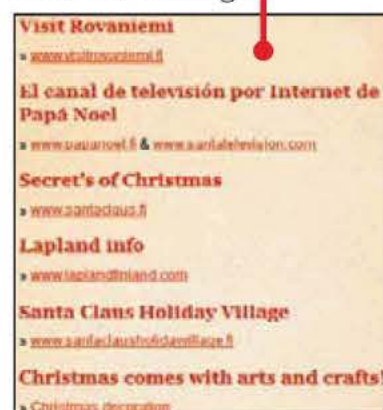 Visit Rovaniemi
» www.visitrovaniemi.fi
El canal de televisión por Internet de
Papá Noel
» www.papanoel.fi & www.santatelevision.com
Secret's of Christmas
» www.santaclaus.fi
Lapland info
» www.laplandfinland.com
Santa Claus Holiday Village
» www.santaclausholidayvillage.fi
Christmas comes with arts and crafts!
» Christmas decoration